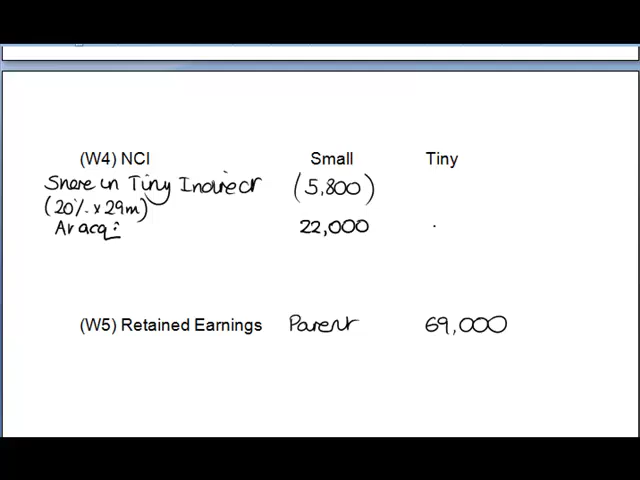 (W4) NCI Small Tiny
Share in Tiny Indirect (5,800)
(20% x 29m)
At acq: 22,000
(W5) Retained Earnings Parent 69,000